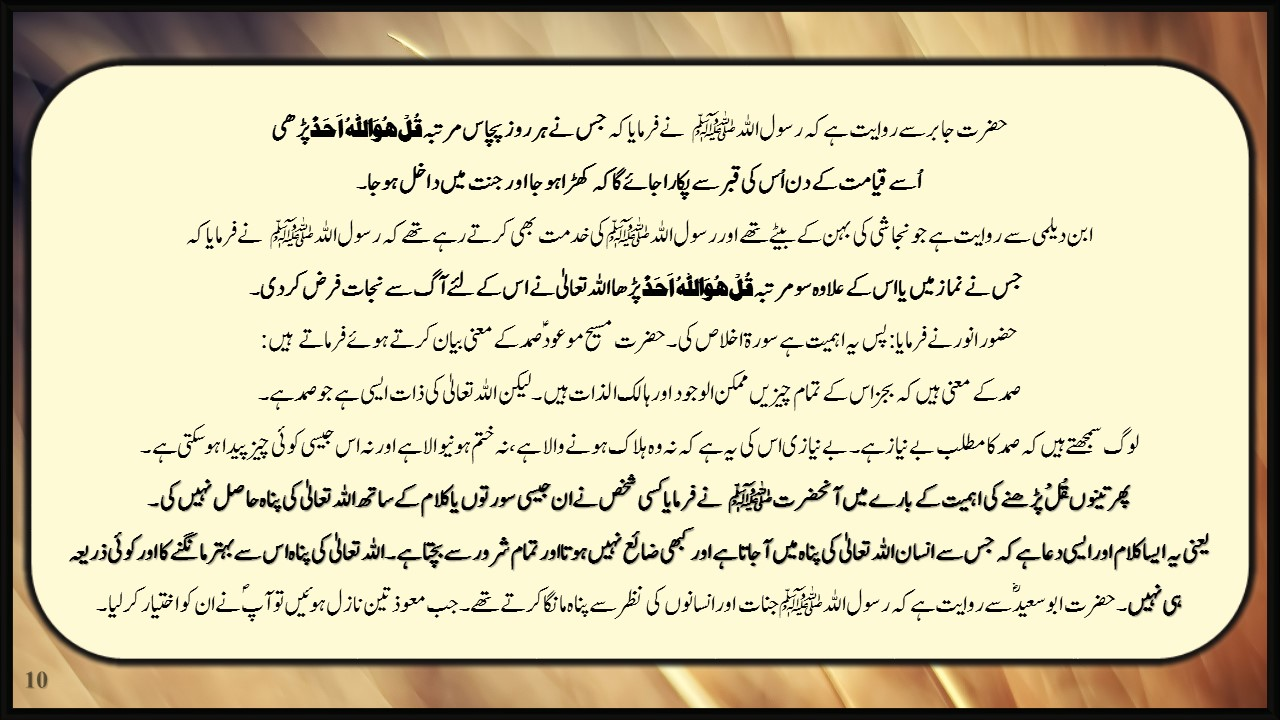 حضرت جابر سے روایت ہے کہ رسول اللہ ﷺ نے فرمایا کہ جس نے ہر روز پچاس مرتبہ قُلْ ھُوَاللّٰہُ اَحَدٌ پڑھی
اُسے قیامت کے دن اُس کی قبر سے پکارا جائے گا کہ کھڑا ہو جا اور جنت میں داخل ہو جا۔
ابن دیلمی سے روایت ہے جو نجاشی کی بہن کے بیٹے تھے اور رسول اللہ ﷺ کی خدمت بھی کرتے رہے تھے کہ رسول اللہ ﷺ نے فرمایا کہ
جس نے نماز میں یا اس کے علاوہ سو مرتبہ قُلْ ھُوَاللّٰہُ اَحَدٌ پڑھا اللہ تعالیٰ نے اس کے لئے آگ سے نجات فرض کر دی۔
حضور انور نے فرمایا: پس یہ اہمیت ہے سورۃ اخلاص کی۔ حضرت مسیح موعودؑ صمد کے معنی بیان کرتے ہوئے فرماتے ہیں:
صمد کے معنی ہیں کہ بجز اس کے تمام چیزیں ممکن الوجود اور ہالک الذات ہیں۔ لیکن اللہ تعالیٰ کی ذات ایسی ہے جو صمد ہے۔
لوگ سمجھتے ہیں کہ صمد کا مطلب بے نیاز ہے۔ بے نیازی اس کی یہ ہے کہ نہ وہ ہلاک ہونے والا ہے، نہ ختم ہونیوالا ہے اور نہ اس جیسی کوئی چیز پیدا ہو سکتی ہے۔
پھر تینوں قُلْ پڑھنے کی اہمیت کے بارے میں آنحضرت ﷺ نے فرمایا کسی شخص نے ان جیسی سورتوں یا کلام کے ساتھ اللہ تعالیٰ کی پناہ حاصل نہیں کی۔
یعنی یہ ایسا کلام اور ایسی دعا ہے کہ جس سے انسان اللہ تعالیٰ کی پناہ میں آ جاتا ہے اور کبھی ضائع نہیں ہوتا اور تمام شرور سے بچتا ہے۔ اللہ تعالیٰ کی پناہ اس سے بہتر مانگنے کا اور کوئی ذریعہ
ہی نہیں۔ حضرت ابو سعیدؓ سے روایت ہے کہ رسول اللہ ﷺ جنات اور انسانوں کی نظر سے پناہ مانگا کرتے تھے۔ جب معوذتین نازل ہوئیں تو آپؐ نے ان کو اختیار کر لیا۔
10